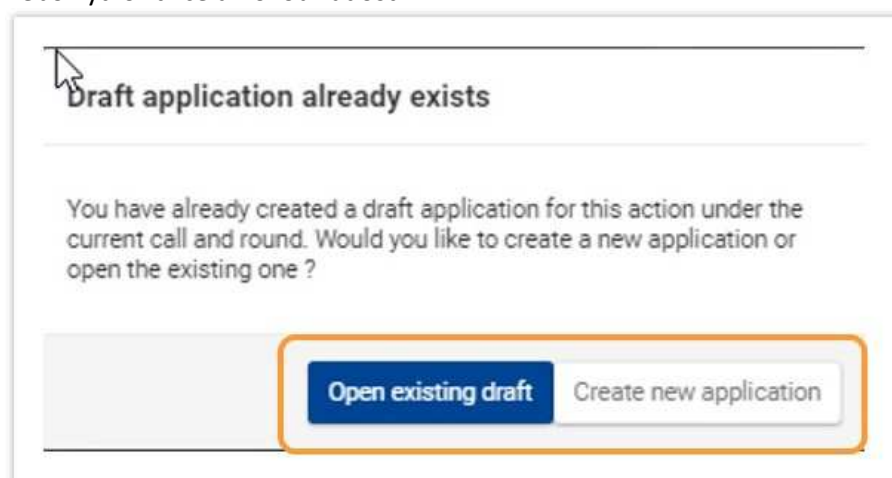 Draft application already exists
You have already created a draft application for this action under the
current call and round. Would you like to create a new application or
open the existing one ?
Open existing draft
Create new application